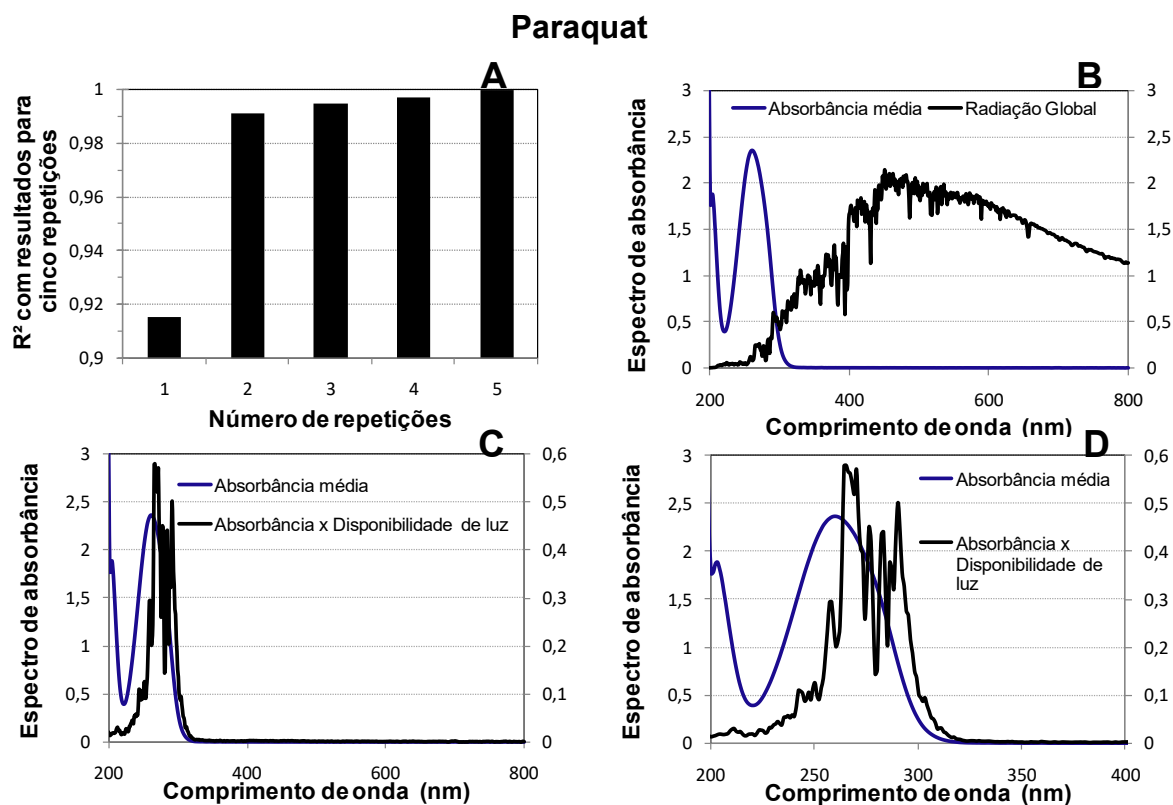 Paraquat
A
R² com resultados para
cinco repetições
1
0,98
0,96
0,94
0,92
0,9
1 2 3 4 5
Número de repetições
B
Absorbância média
Radiação Global
Espectro de absorbância
3
2,5
2
1,5
1
0,5
0
3
2,5
2
1,5
1
0,5
0
200 400 600 800
Comprimento de onda (nm)
C
Absorbância média
Absorbância x Disponibilidade de luz
Espectro de absorbância
3
2,5
2
1,5
1
0,5
0
0,6
0,5
0,4
0,3
0,2
0,1
0
200 400 600 800
Comprimento de onda (nm)
D
Absorbância média
Absorbância x
Disponibilidade de
luz
Espectro de absorbância
3
2,5
2
1,5
1
0,5
0
0,6
0,5
0,4
0,3
0,2
0,1
0
200 250 300 350 400
Comprimento de onda (nm)